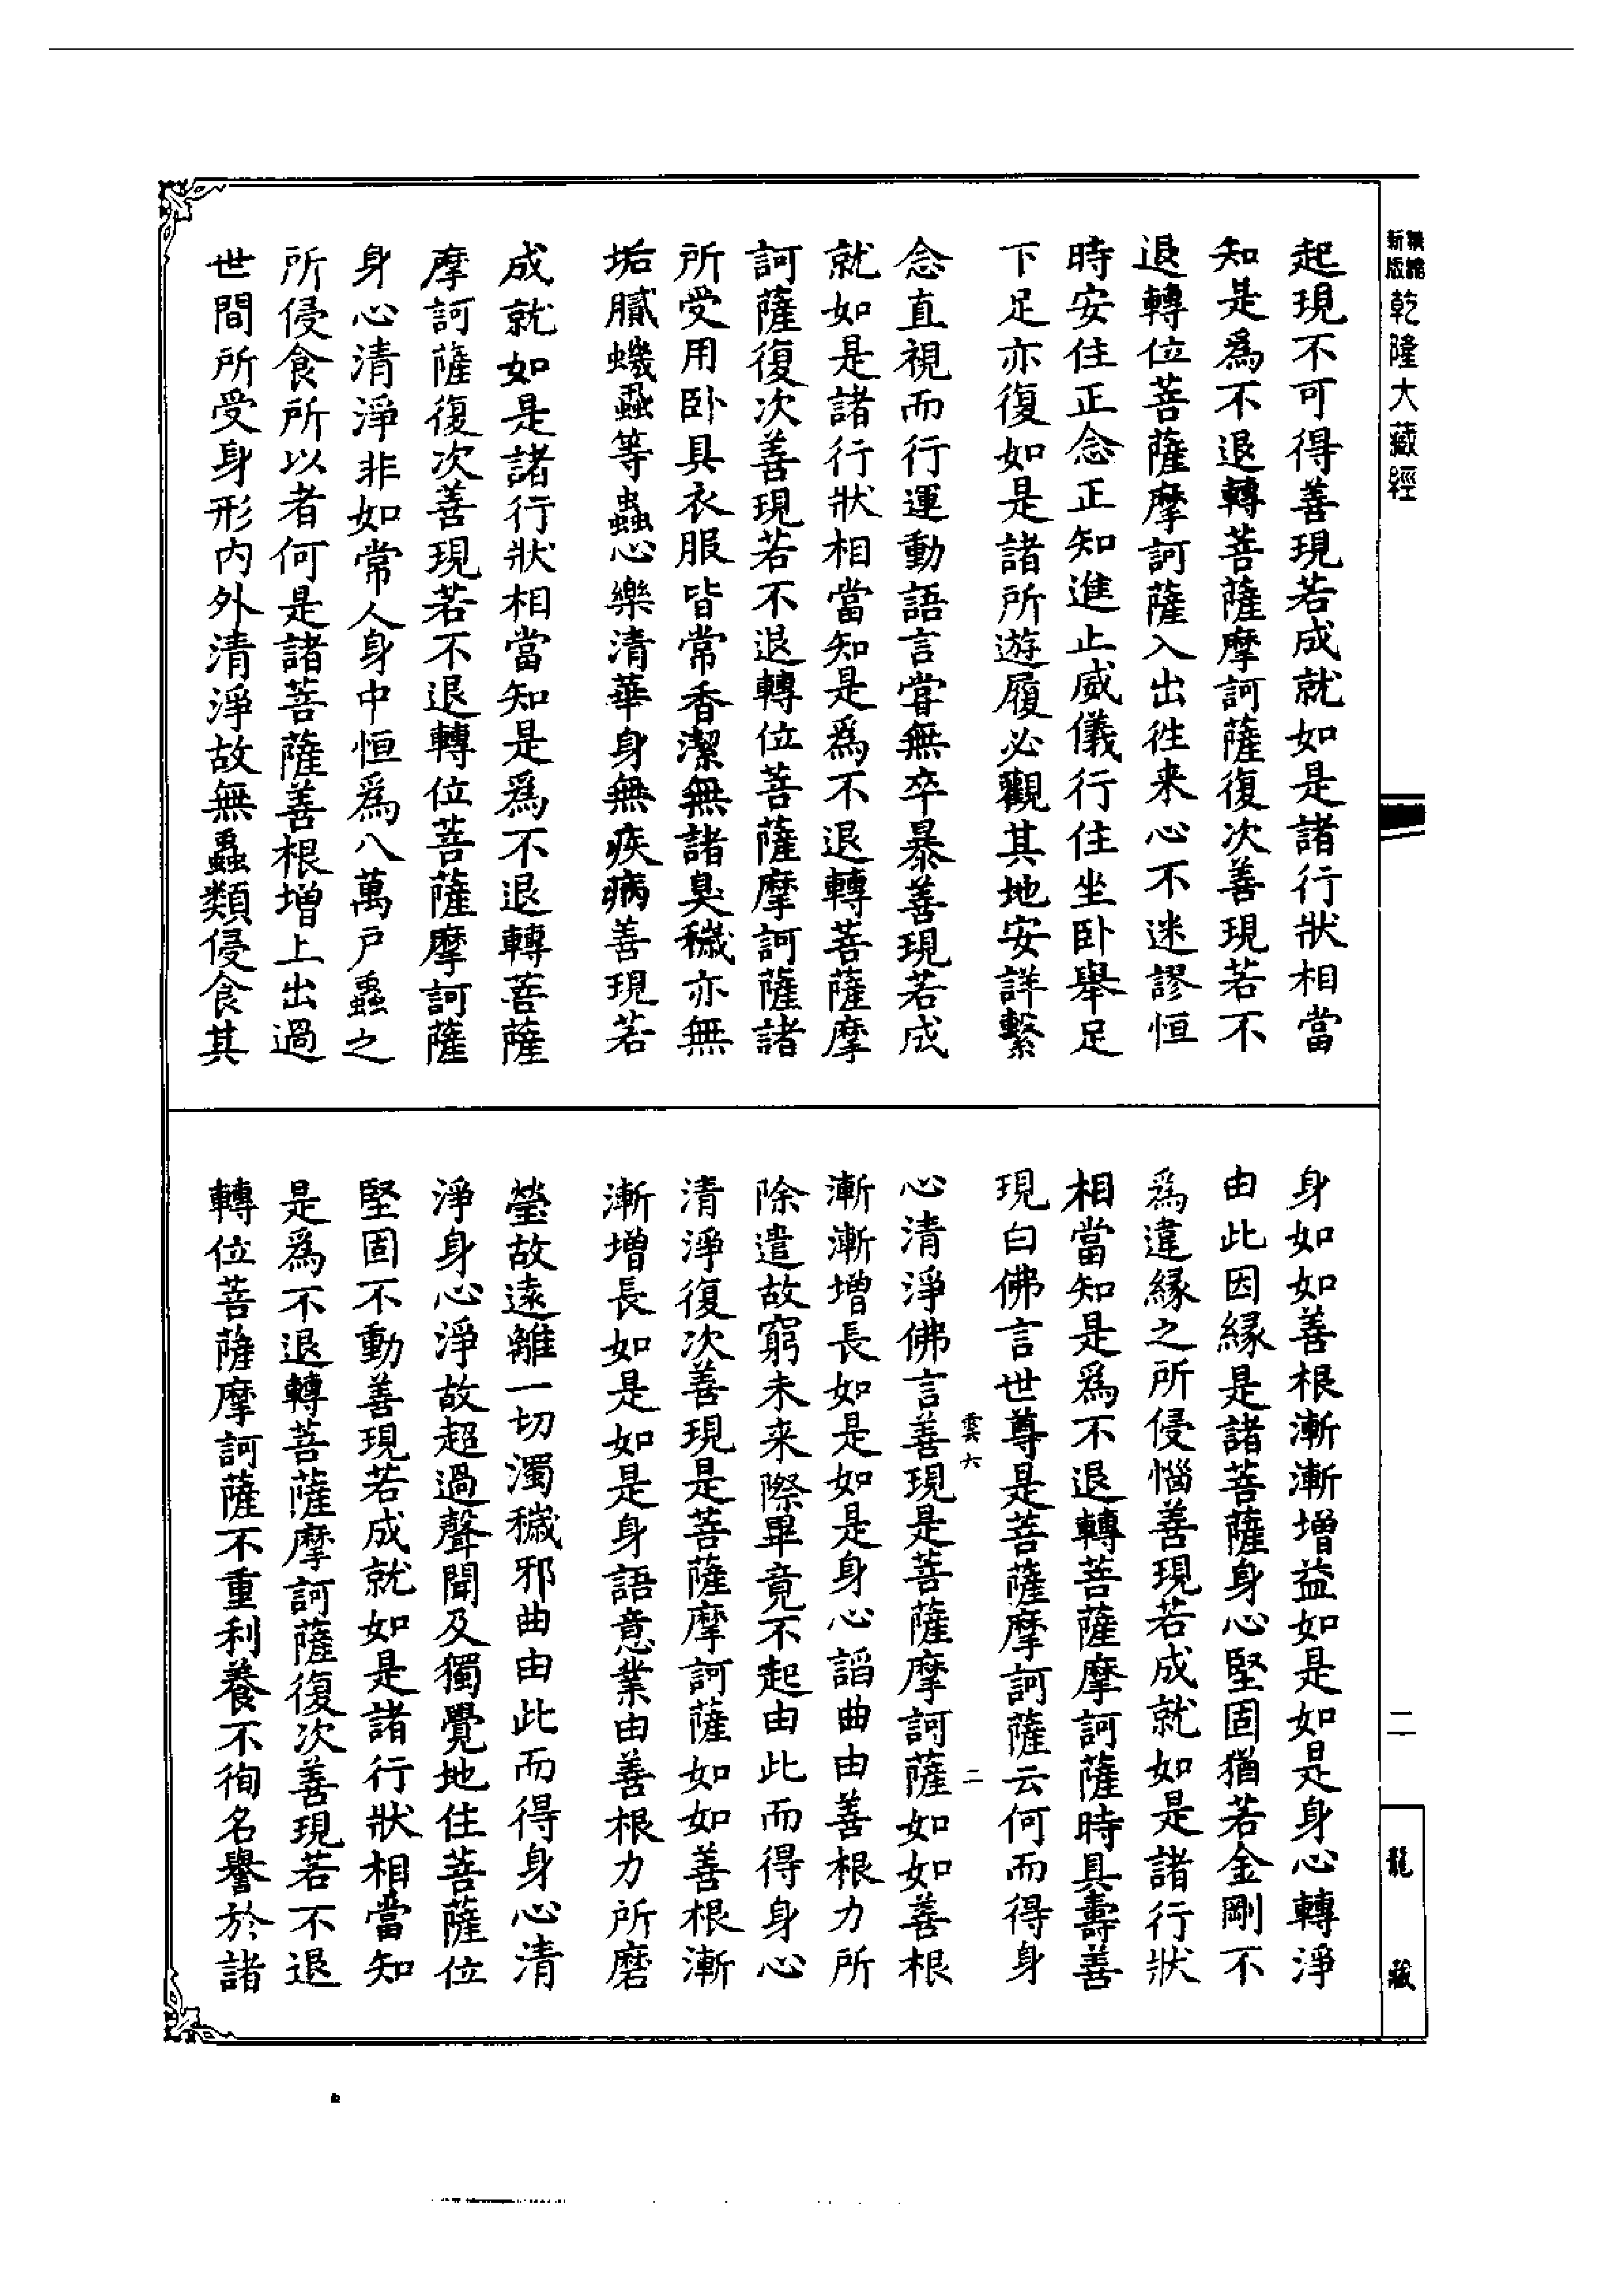 新版
乾隆大藏經
起現不可得善現若成就如是諸行狀相當
知是為不退轉菩薩摩訶薩復次善現若不
退轉位菩薩摩訶薩入出往来心不迷謬恒
時安住正念正知進止威儀行住坐卧舉足
下足亦復如是諸所遊履必觀其地安詳繫
念直視而行運動語言嘗無卒暴善現若成
就如是諸行狀相當知是為不退轉菩薩摩
訶薩復次善現若不退轉位菩薩摩訶薩諸
所受用卧具衣服皆常香潔無諸臭穢亦無
垢膩蟣蝨等蟲心樂清華身無疾病善現若
成就如是諸行狀相當知是為不退轉菩薩
摩訶薩復次善現若不退轉位菩薩摩訶薩
身心清淨非如常人身中恒為八萬戶蟲之
所侵食所以者何是諸菩薩善根增上出過
世間所受身形內外清淨故無蟲類侵食其
身如如善根漸漸增益如是如是身心轉淨
由此因緣是諸菩薩身心堅固猶若金剛不
為違緣之所侵惱善現若成就如是諸行狀
相當知是為不退轉菩薩摩訶薩時具壽善
現白佛言世尊是菩薩摩訶薩云何而得身
雲六 二
心清淨佛言善現是菩薩摩訶薩如如善根
漸漸增長如是如是身心諂曲由善根力所
除遣故窮未来際畢竟不起由此而得身心
清淨復次善現是菩薩摩訶薩如如善根漸
漸增長如是如是身語意業由善根力所磨
瑩故遠離一切濁穢邪曲由此而得身心清
淨身心淨故超過聲聞及獨覺地住菩薩位
堅固不動善現若成就如是諸行狀相當知
是為不退轉菩薩摩訶薩復次善現若不退
轉位菩薩摩訶薩不重利養不徇名譽於諸
二
龍藏